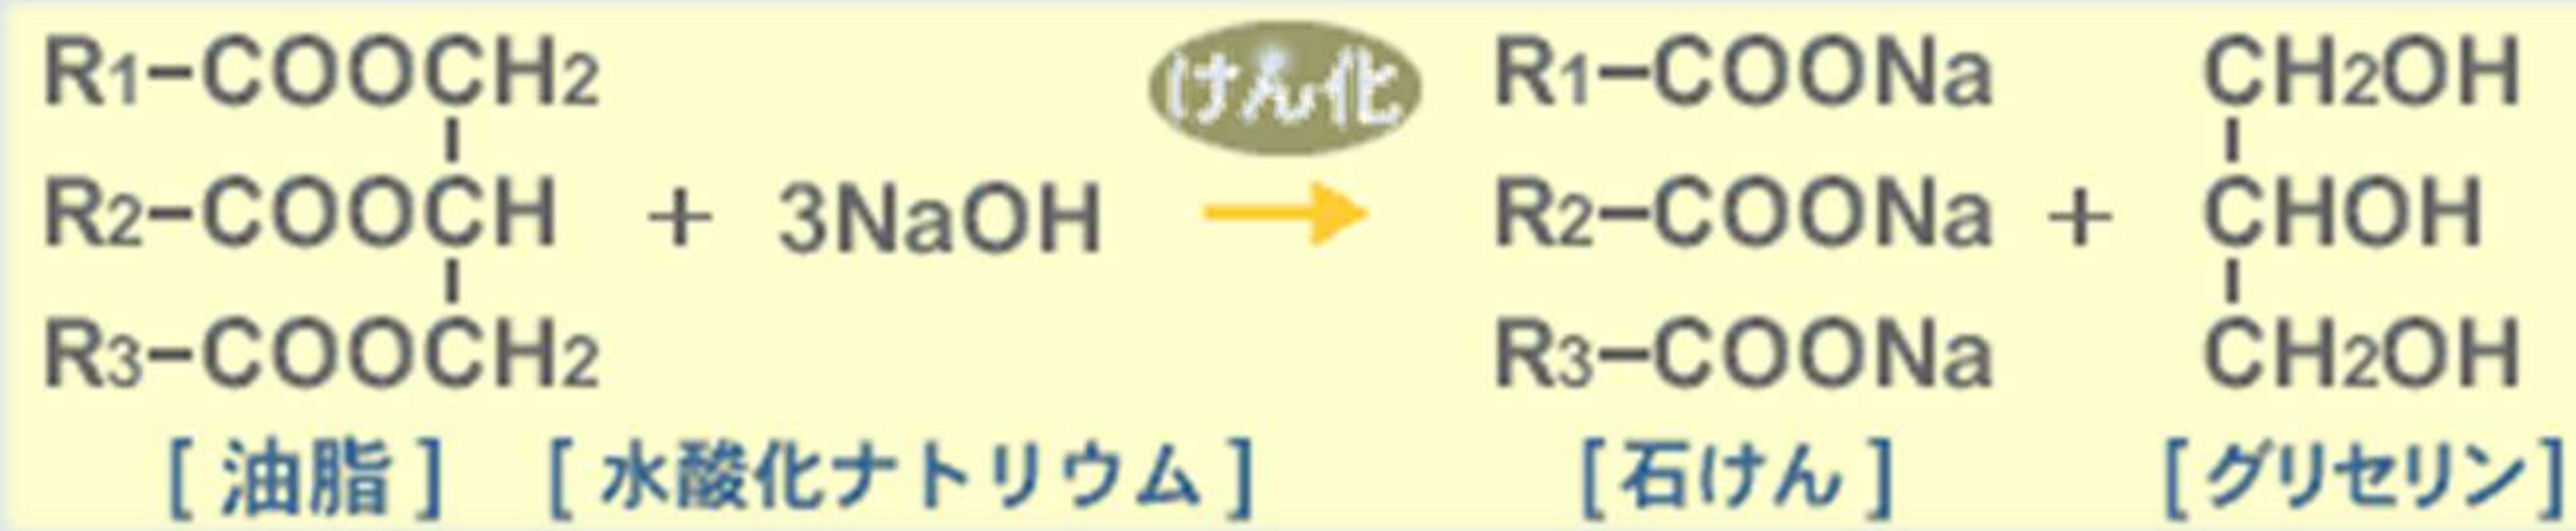 けん化
R1-COOCH2 R1-COONa CH2OH
R2-COOCH + 3NaOH → R2-COONa + CHOH
R3-COOCH2 R3-COONa CH2OH
[ 油脂 ] [ 水酸化ナトリウム ] [ 石けん ] [ グリセリン ]